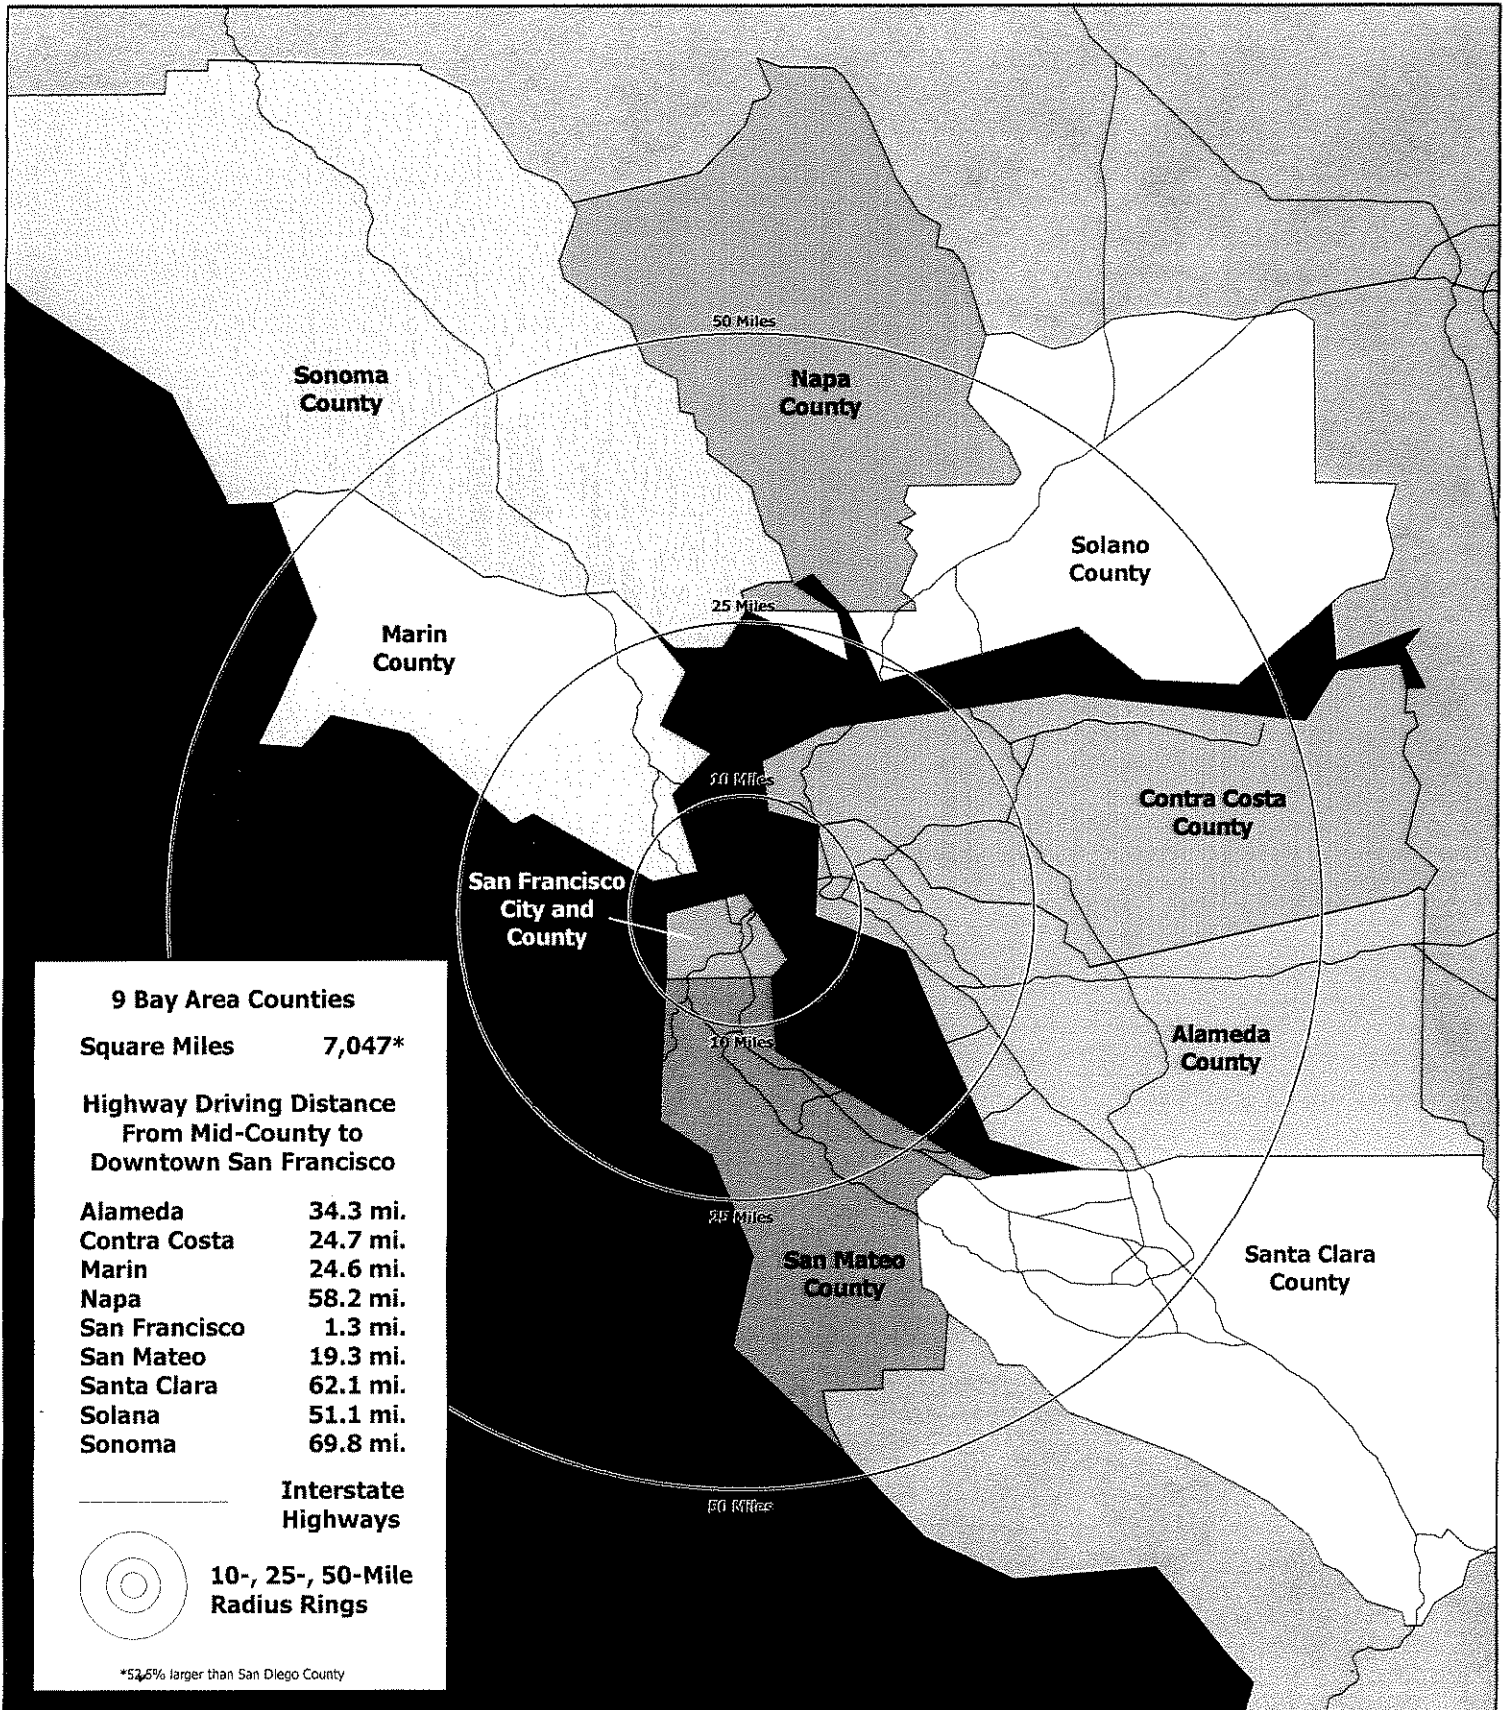 50 Miles
Sonoma
County
Napa
County
Solano
County
25 Miles
Marin
County
10 Miles
Contra Costa
County
San Francisco
City and
County
9 Bay Area Counties
Square Miles 7,047*
Highway Driving Distance
From Mid-County to
Downtown San Francisco
Alameda 34.3 mi.
Contra Costa 24.7 mi.
Marin 24.6 mi.
Napa 58.2 mi.
San Francisco 1.3 mi.
San Mateo 19.3 mi.
Santa Clara 62.1 mi.
Solana 51.1 mi.
Sonoma 69.8 mi.
Interstate
Highways
10-, 25-, 50-Mile
Radius Rings
*52.5% larger than San Diego County
10 Miles
Alameda
County
25 Miles
San Mateo
County
Santa Clara
County
50 Miles